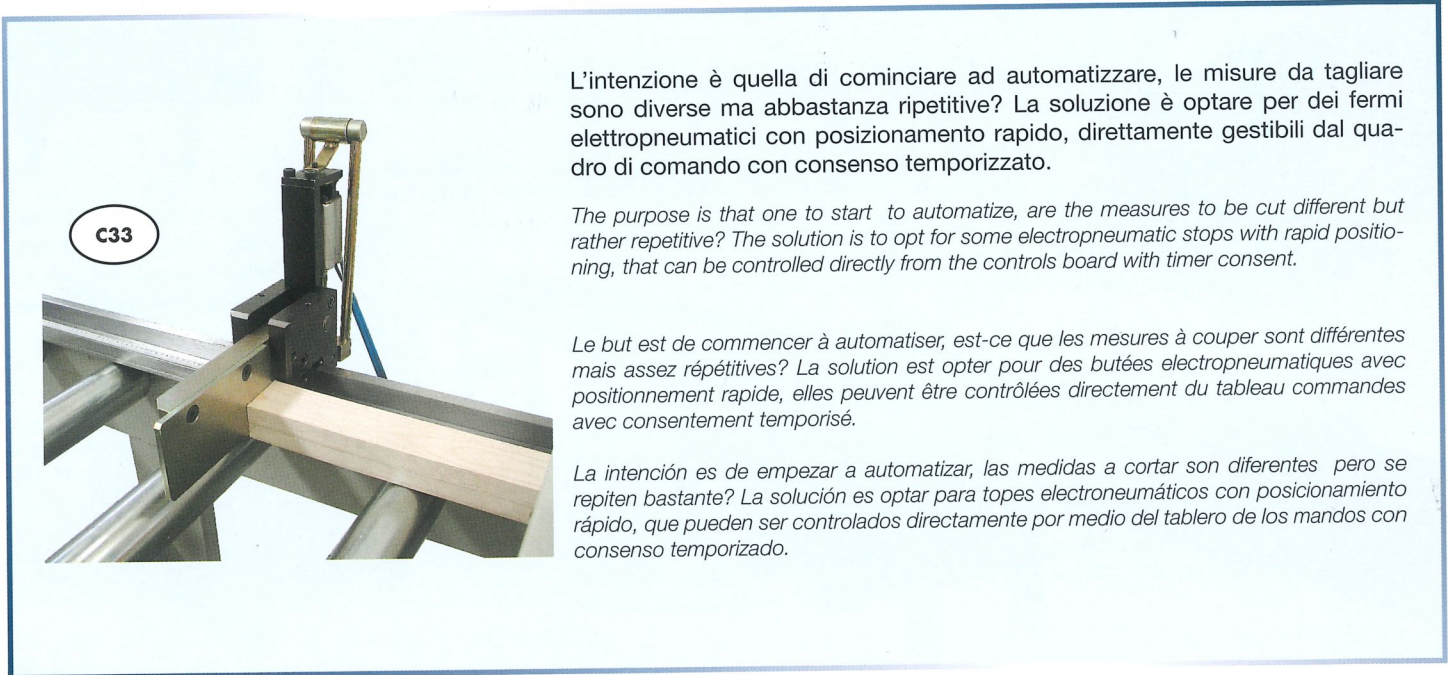 C33
L'intenzione è quella di cominciare ad automatizzare, le misure da tagliare
sono diverse ma abbastanza ripetitive? La soluzione è optare per dei fermi
elettropneumatici con posizionamento rapido, direttamente gestibili dal qua-
dro di comando con consenso temporizzato.
The purpose is that one to start  to automatize, are the measures to be cut different but
rather repetitive? The solution is to opt for some electropneumatic stops with rapid positio-
ning, that can be controlled directly from the controls board with timer consent.
Le but est de commencer à automatiser, est-ce que les mesures à couper sont différentes
mais assez répétitives? La solution est opter pour des butées electropneumatiques avec
positionnement rapide, elles peuvent être contrôlées directement du tableau commandes
avec consentement temporisé.
La intención es de empezar a automatizar, las medidas a cortar son diferentes  pero se
repiten bastante? La solución es optar para topes electroneumáticos con posicionamiento
rápido, que pueden ser controlados directamente por medio del tablero de los mandos con
consenso temporizado.